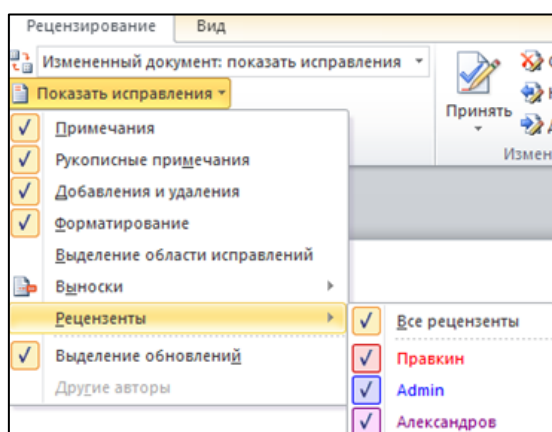 Рецензирование Вид
Измененный документ: показать исправления
Показать исправления
Принять
Примечания
Рукописные примечания
Добавления и удаления
Форматирование
Выделение области исправлений
Выноски
Рецензенты
Все рецензенты
Выделение обновлений
Правкин
Другие авторы
Admin
Александров